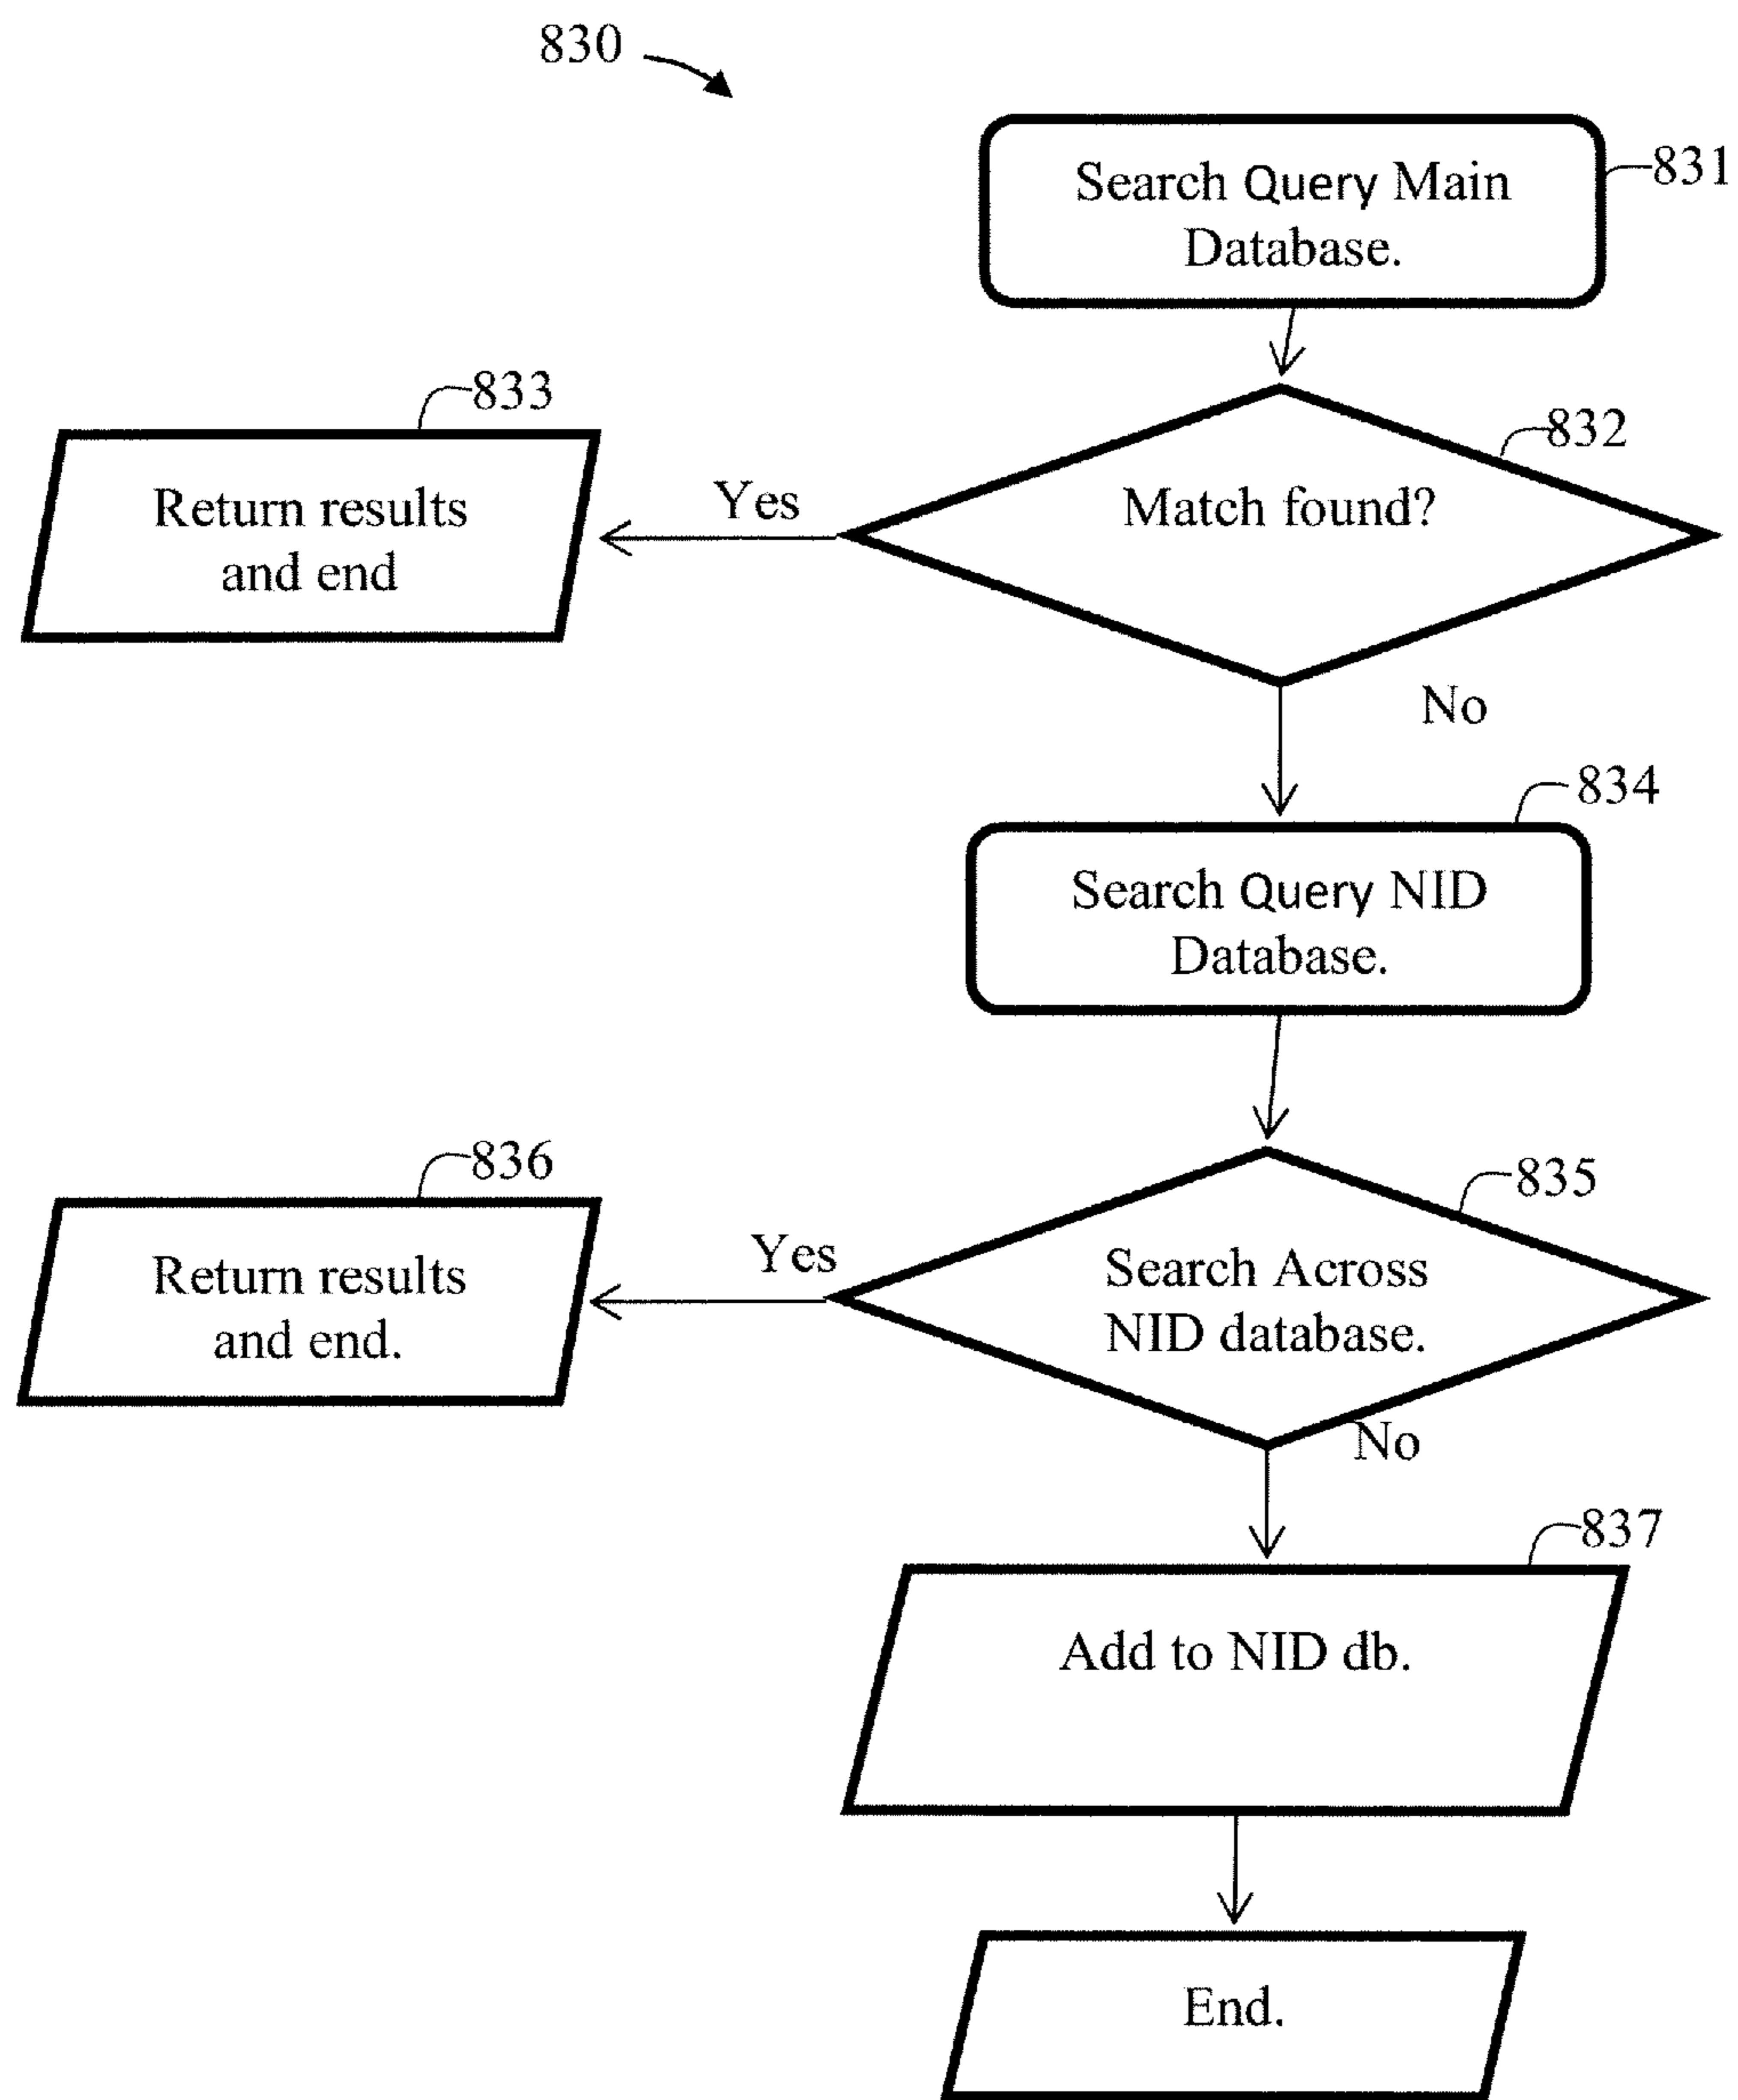 830
Search Query Main
Database.
831
Match found?
832
Yes
Return results
and end
833
No
Search Query NID
Database.
834
Search Across
NID database.
835
Yes
Return results
and end.
836
No
Add to NID db.
837
End.